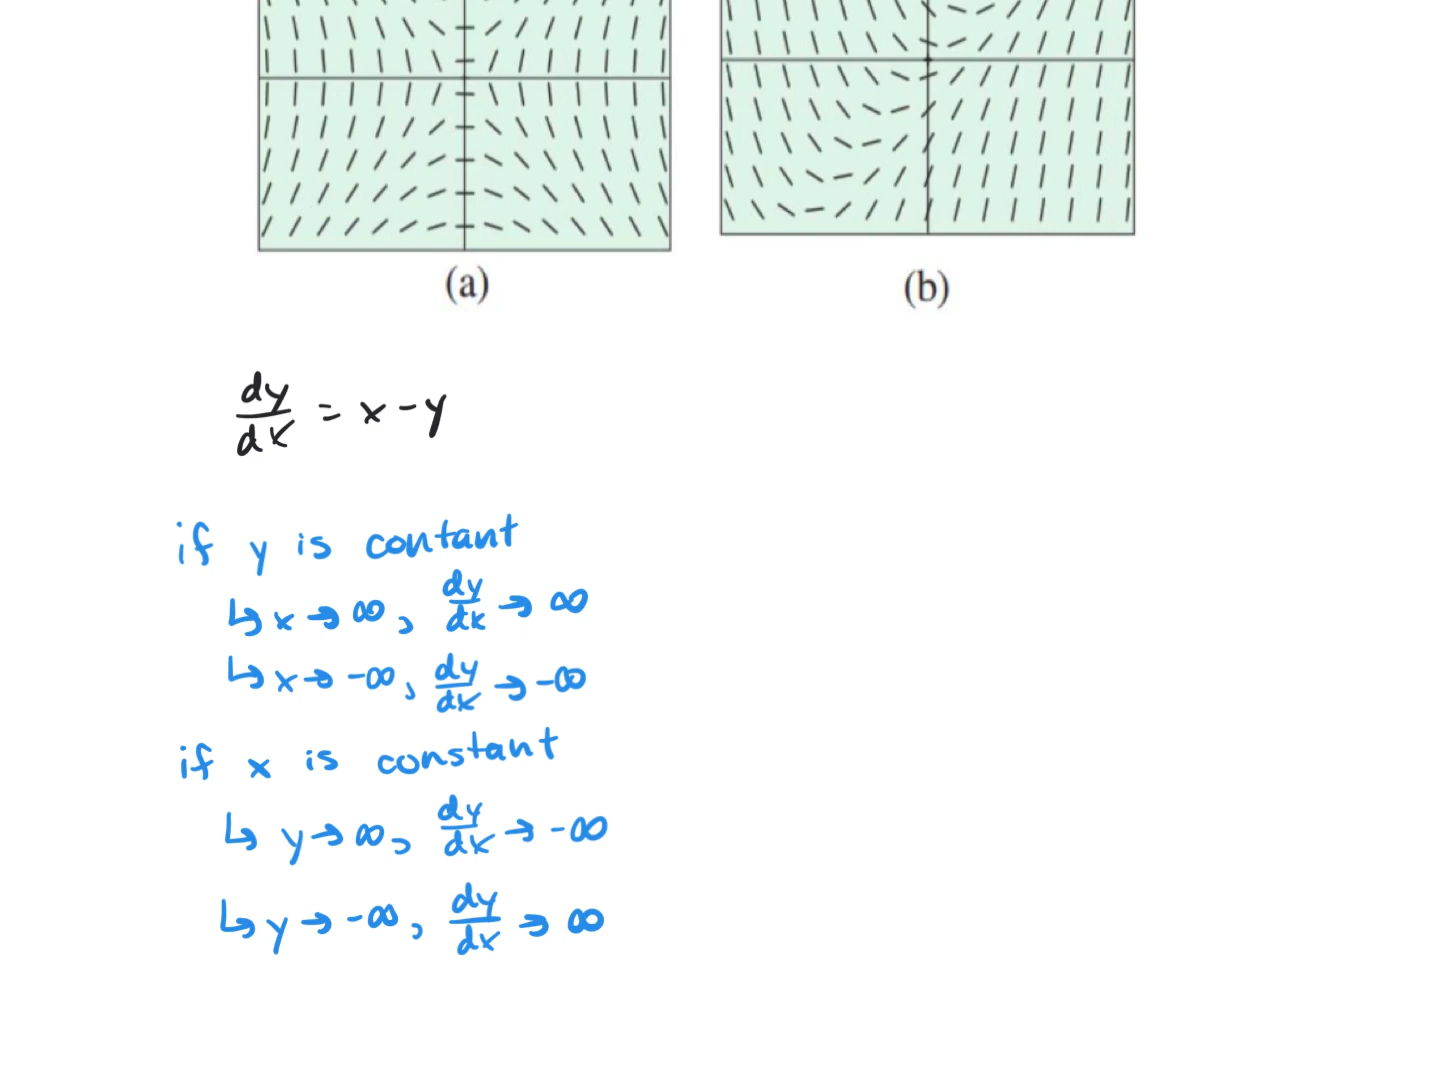 (a) (b)
dy/dx = x - y
if y is contant
↳ x → ∞, dy/dx → ∞
↳ x → -∞, dy/dx → -∞
if x is constant
↳ y → ∞, dy/dx → -∞
↳ y → -∞, dy/dx → ∞